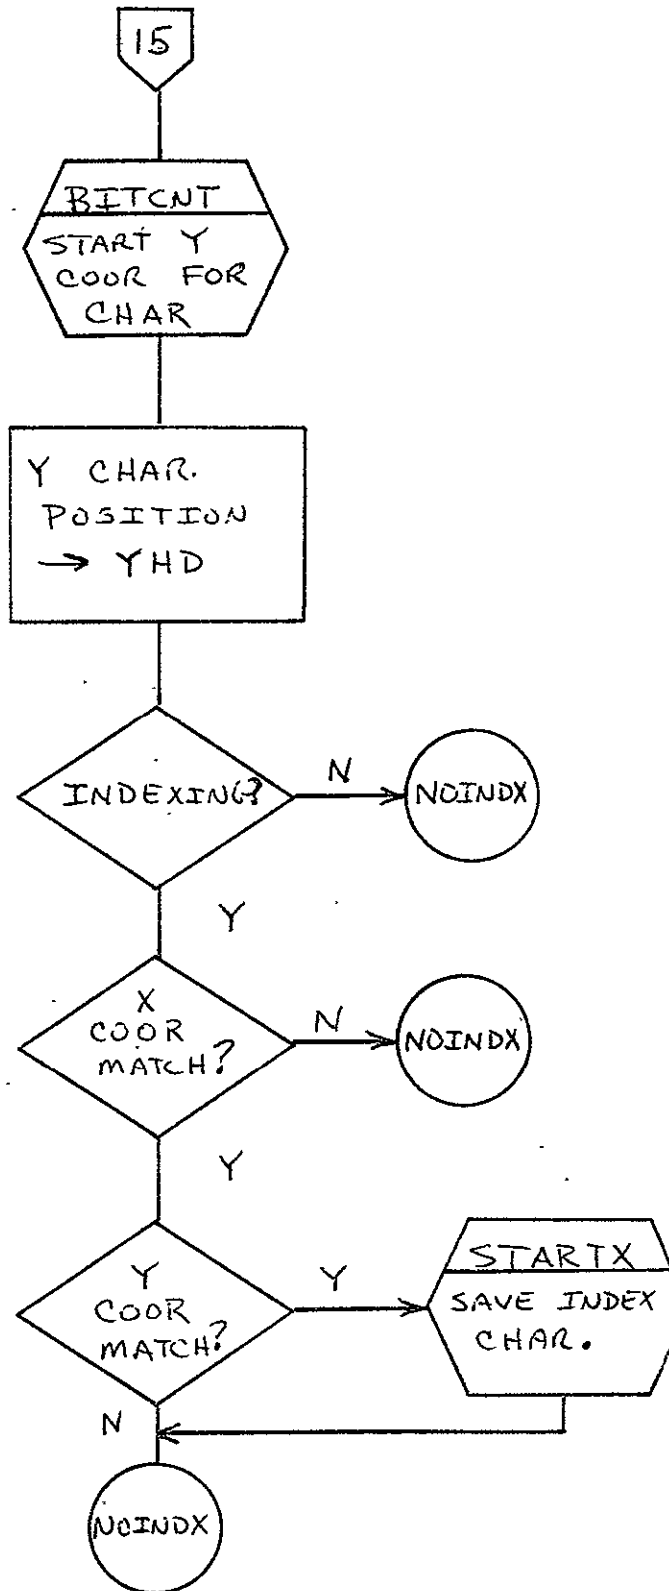 15
BITCNT
START Y
COOR FOR
CHAR
Y CHAR.
POSITION
→ YHD
INDEXING?
N
NOINDX
Y
X
COOR
MATCH?
N
NOINDX
Y
Y
COOR
MATCH?
Y
STARTX
SAVE INDEX
CHAR.
N
NOINDX